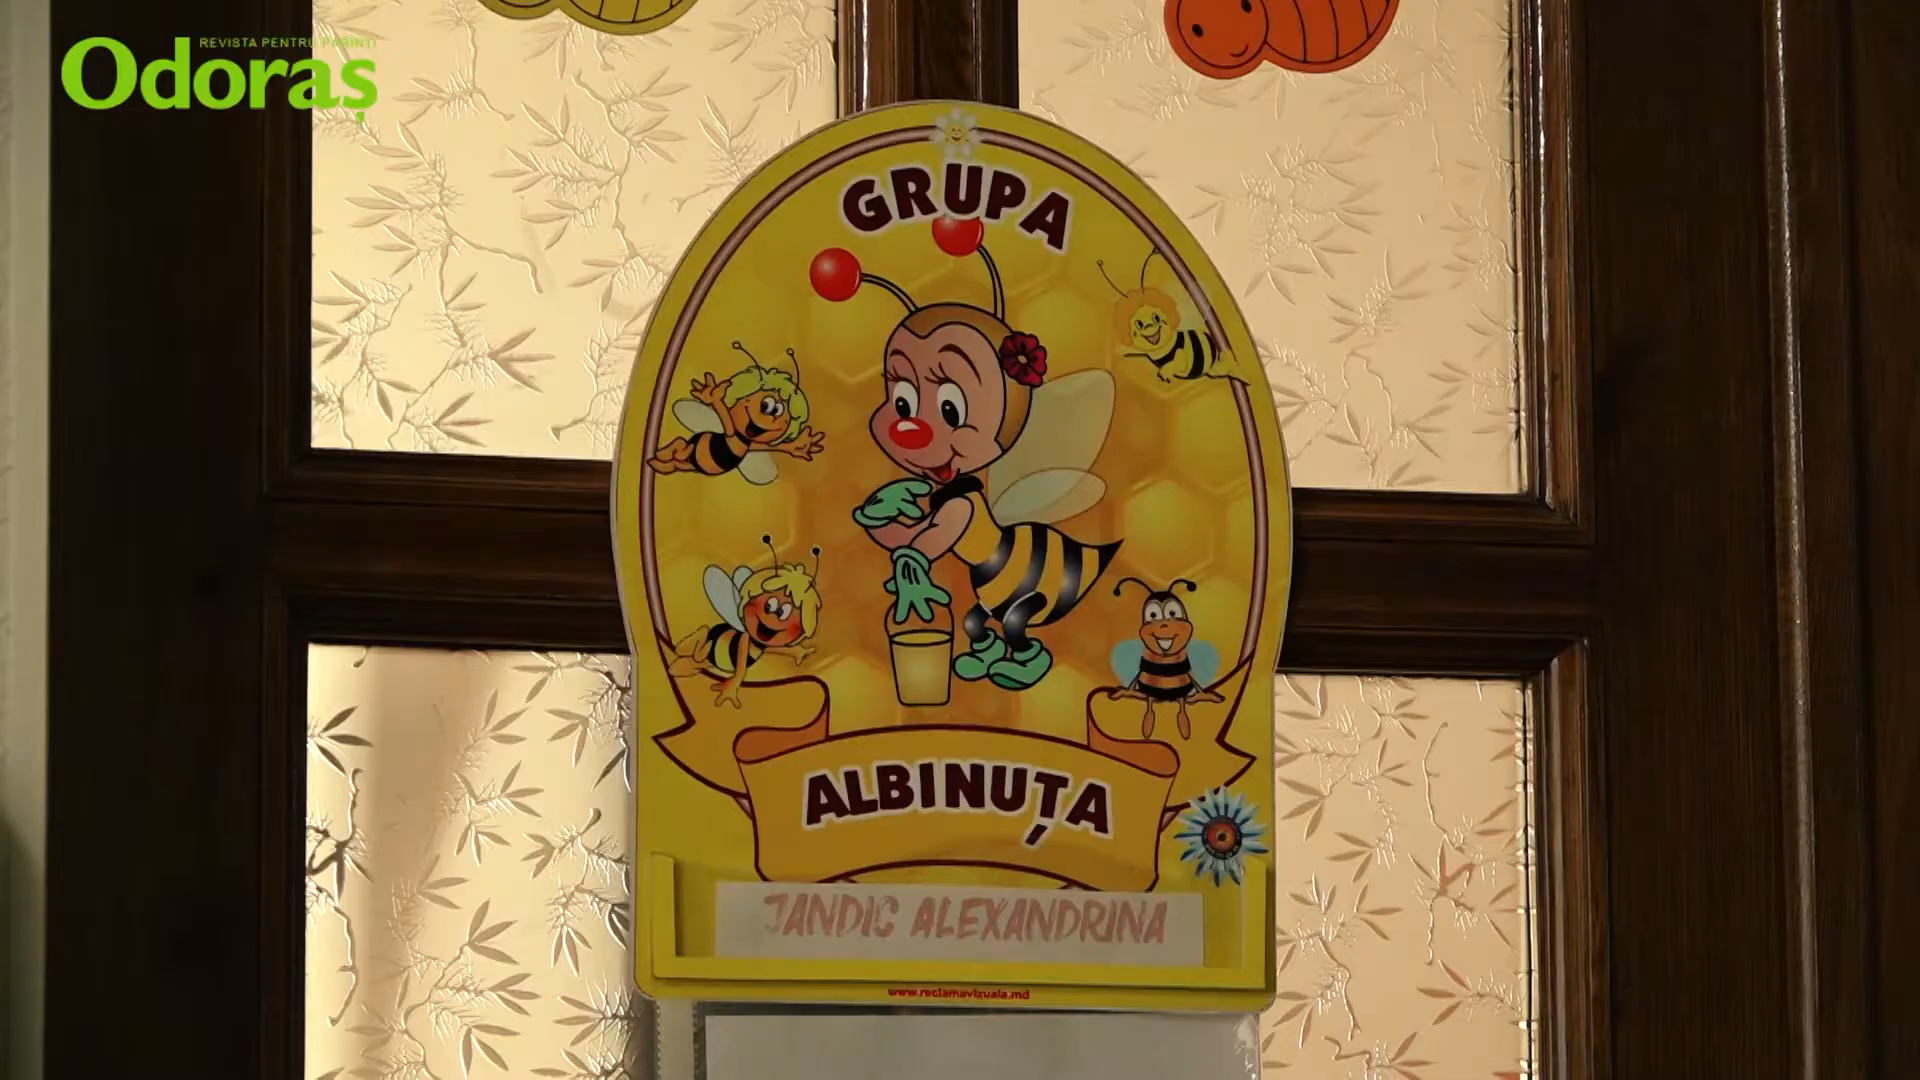 REVISTA PENTRU PĂRINȚI
Odoraș
GRUPA
ALBINUȚA
JANDIC ALEXANDRINA
www.reclamavizuala.md